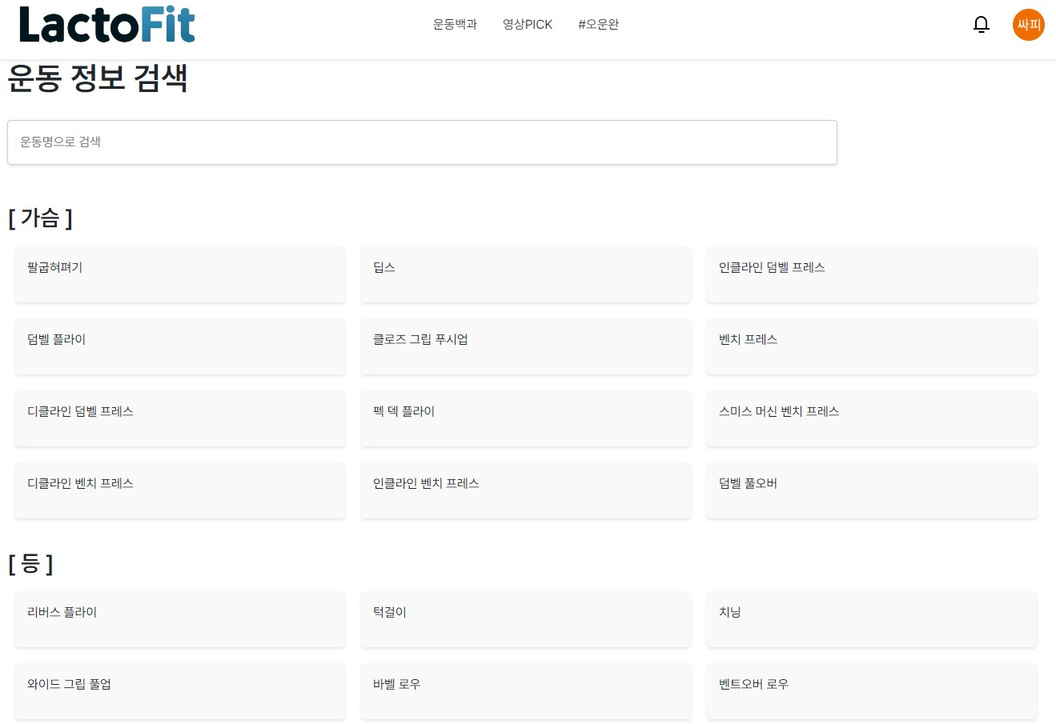 LactoFit
운동백과 영상PICK #오운완 싸피
운동 정보 검색
운동명으로 검색
[ 가슴 ]
팔굽혀펴기 딥스 인클라인 덤벨 프레스
덤벨 플라이 클로즈 그립 푸시업 벤치 프레스
디클라인 덤벨 프레스 펙 덱 플라이 스미스 머신 벤치 프레스
디클라인 벤치 프레스 인클라인 벤치 프레스 덤벨 풀오버
[ 등 ]
리버스 플라이 턱걸이 치닝
와이드 그립 풀업 바벨 로우 벤트오버 로우